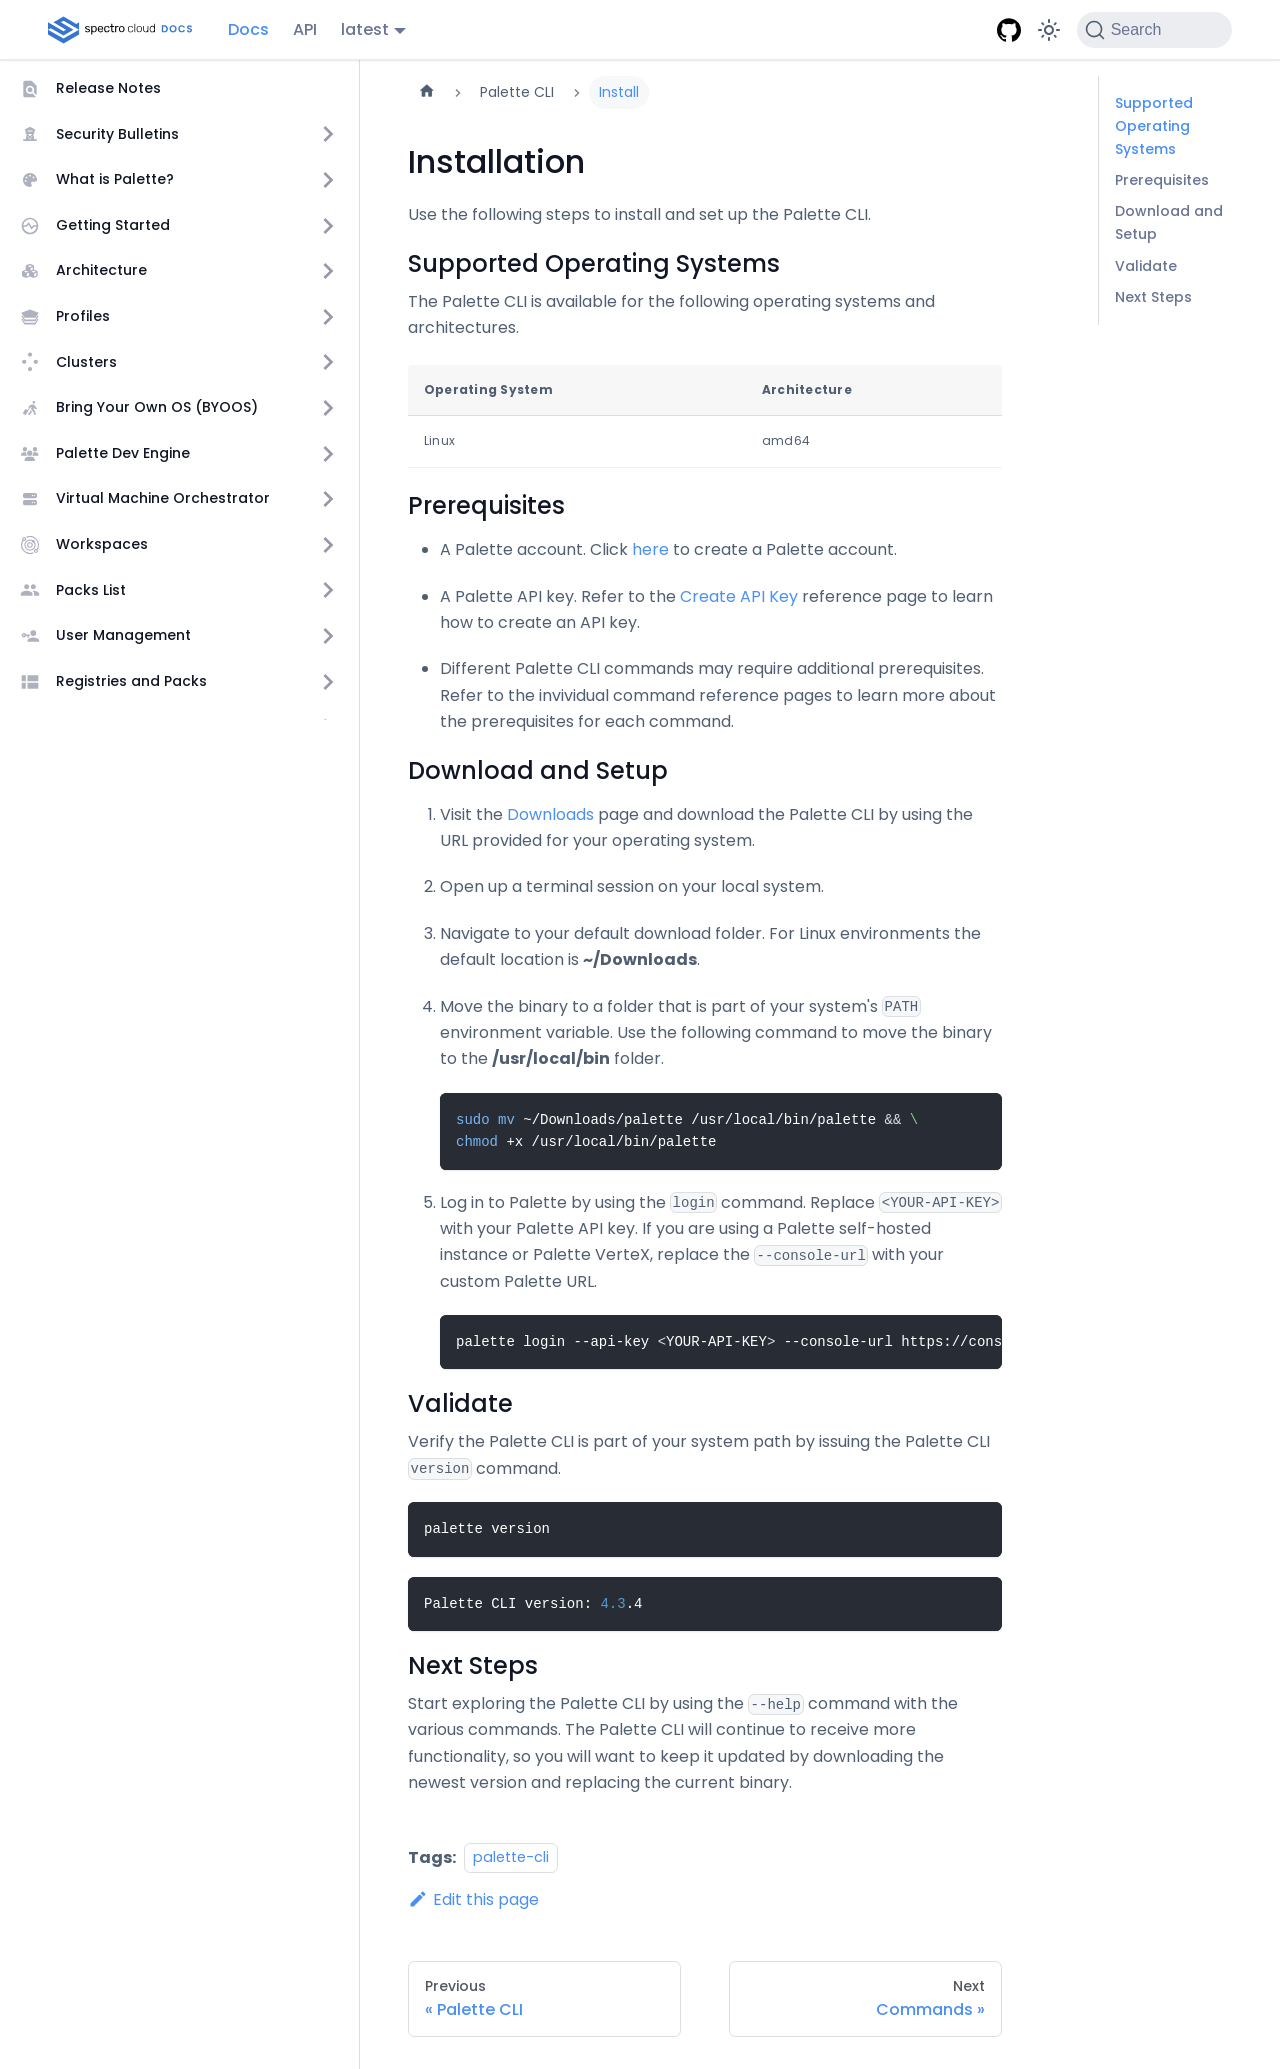 spectro cloud DOCS Docs API latest Search
Release Notes
Security Bulletins
What is Palette?
Getting Started
Architecture
Profiles
Clusters
Bring Your Own OS (BYOOS)
Palette Dev Engine
Virtual Machine Orchestrator
Workspaces
Packs List
User Management
Registries and Packs
Palette CLI Install
Installation
Use the following steps to install and set up the Palette CLI.
Supported Operating Systems
The Palette CLI is available for the following operating systems and
architectures.
Operating System Architecture
Linux amd64
Prerequisites
• A Palette account. Click here to create a Palette account.
• A Palette API key. Refer to the Create API Key reference page to learn
how to create an API key.
• Different Palette CLI commands may require additional prerequisites.
Refer to the invividual command reference pages to learn more about
the prerequisites for each command.
Download and Setup
1. Visit the Downloads page and download the Palette CLI by using the
URL provided for your operating system.
2. Open up a terminal session on your local system.
3. Navigate to your default download folder. For Linux environments the
default location is ~/Downloads.
4. Move the binary to a folder that is part of your system's PATH
environment variable. Use the following command to move the binary
to the /usr/local/bin folder.
sudo mv ~/Downloads/palette /usr/local/bin/palette && \
chmod +x /usr/local/bin/palette
5. Log in to Palette by using the login command. Replace <YOUR-API-KEY>
with your Palette API key. If you are using a Palette self-hosted
instance or Palette VerteX, replace the --console-url with your
custom Palette URL.
palette login --api-key <YOUR-API-KEY> --console-url https://cons
Validate
Verify the Palette CLI is part of your system path by issuing the Palette CLI
version command.
palette version
Palette CLI version: 4.3.4
Next Steps
Start exploring the Palette CLI by using the --help command with the
various commands. The Palette CLI will continue to receive more
functionality, so you will want to keep it updated by downloading the
newest version and replacing the current binary.
Tags: palette-cli
Edit this page
Previous
« Palette CLI
Next
Commands »
Supported
Operating
Systems
Prerequisites
Download and
Setup
Validate
Next Steps